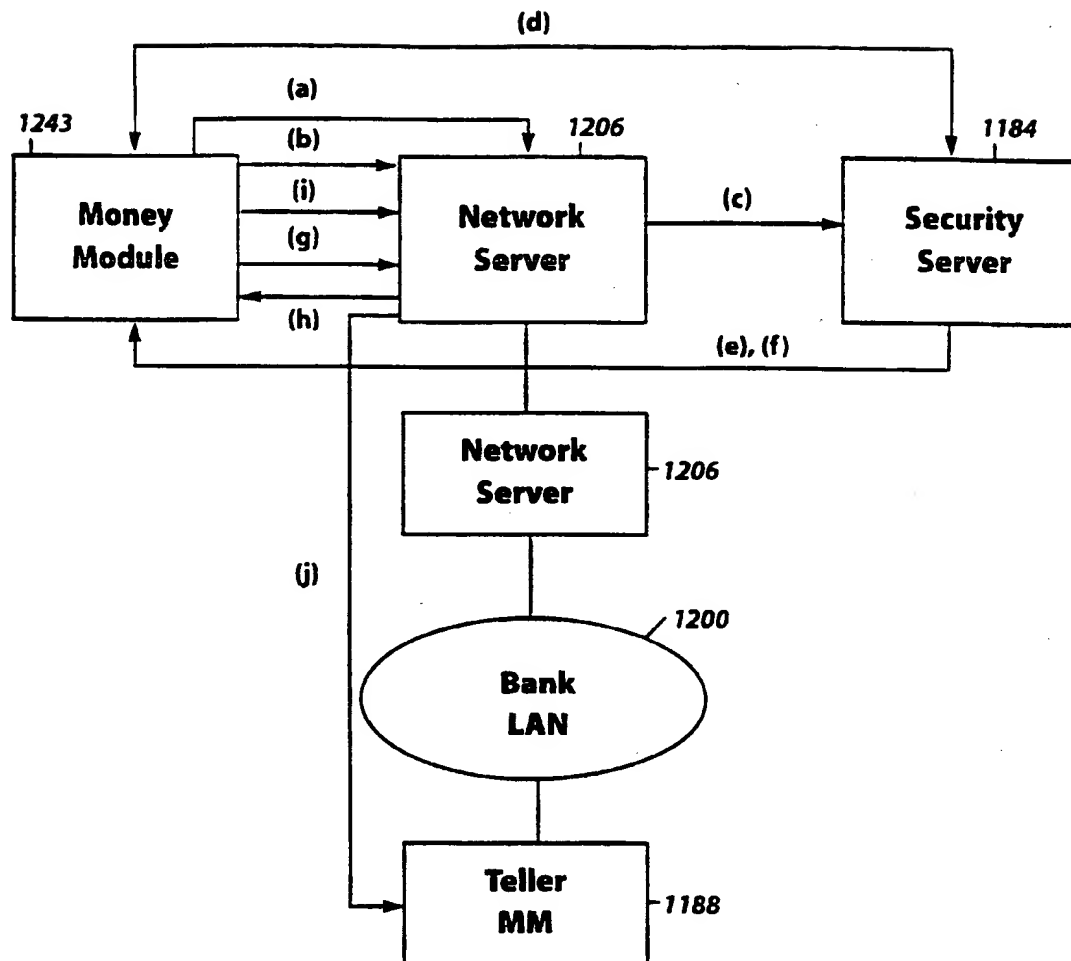 (d)
(a)
1243
1206
1184
(b)
(i)
(g)
(h)
(c)
Money
Module
Network
Server
Security
Server
(e), (f)
Network
Server
1206
(j)
1200
Bank
LAN
Teller
MM
1188